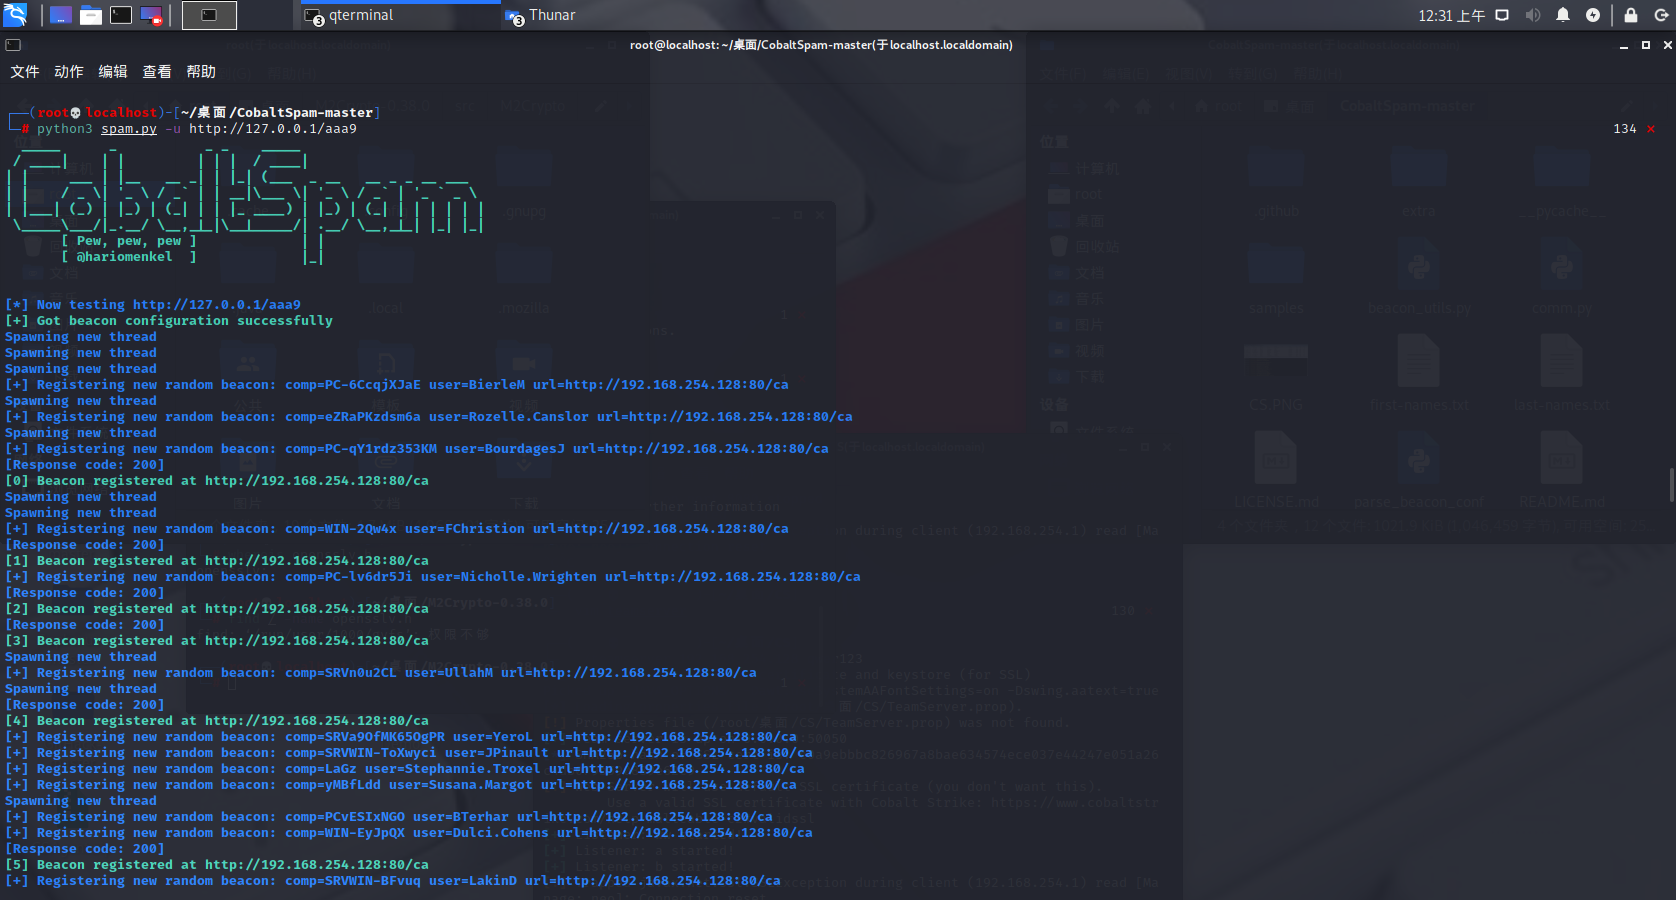 qterminal
Thunar
12:31 上午
root@localhost: ~/桌面/CobaltSpam-master(于 localhost.localdomain)
文件 动作 编辑 查看 帮助
(root💀localhost)-[~/桌面/CobaltSpam-master]
# python3 spam.py -u http://127.0.0.1/aaa9
134 ×
CobaltSpam
[ Pew, pew, pew ]
[ @hariomenkel ]
[*] Now testing http://127.0.0.1/aaa9
[+] Got beacon configuration successfully
Spawning new thread
Spawning new thread
Spawning new thread
[+] Registering new random beacon: comp=PC-6CcqjXJaE user=BierleM url=http://192.168.254.128:80/ca
Spawning new thread
[+] Registering new random beacon: comp=eZRaPKzdsm6a user=Rozelle.Canslor url=http://192.168.254.128:80/ca
Spawning new thread
[+] Registering new random beacon: comp=PC-qY1rdz353KM user=BourdagesJ url=http://192.168.254.128:80/ca
[Response code: 200]
[0] Beacon registered at http://192.168.254.128:80/ca
Spawning new thread
Spawning new thread
[+] Registering new random beacon: comp=WIN-2Qw4x user=FChristion url=http://192.168.254.128:80/ca
[Response code: 200]
[1] Beacon registered at http://192.168.254.128:80/ca
[+] Registering new random beacon: comp=PC-lv6dr5Ji user=Nicholle.Wrighten url=http://192.168.254.128:80/ca
[Response code: 200]
[2] Beacon registered at http://192.168.254.128:80/ca
[Response code: 200]
[3] Beacon registered at http://192.168.254.128:80/ca
Spawning new thread
[+] Registering new random beacon: comp=SRVn0u2CL user=UllahM url=http://192.168.254.128:80/ca
Spawning new thread
[Response code: 200]
[4] Beacon registered at http://192.168.254.128:80/ca
[+] Registering new random beacon: comp=SRVa9OfMK65OgPR user=YeroL url=http://192.168.254.128:80/ca
[+] Registering new random beacon: comp=SRVWIN-ToXwyci user=JPinault url=http://192.168.254.128:80/ca
[+] Registering new random beacon: comp=LaGz user=Stephannie.Troxel url=http://192.168.254.128:80/ca
[+] Registering new random beacon: comp=yMBfLdd user=Susana.Margot url=http://192.168.254.128:80/ca
Spawning new thread
[+] Registering new random beacon: comp=PCvESIxNGO user=BTerhar url=http://192.168.254.128:80/ca
[+] Registering new random beacon: comp=WIN-EyJpQX user=Dulci.Cohens url=http://192.168.254.128:80/ca
[Response code: 200]
[5] Beacon registered at http://192.168.254.128:80/ca
[+] Registering new random beacon: comp=SRVWIN-BFvuq user=LakinD url=http://192.168.254.128:80/ca